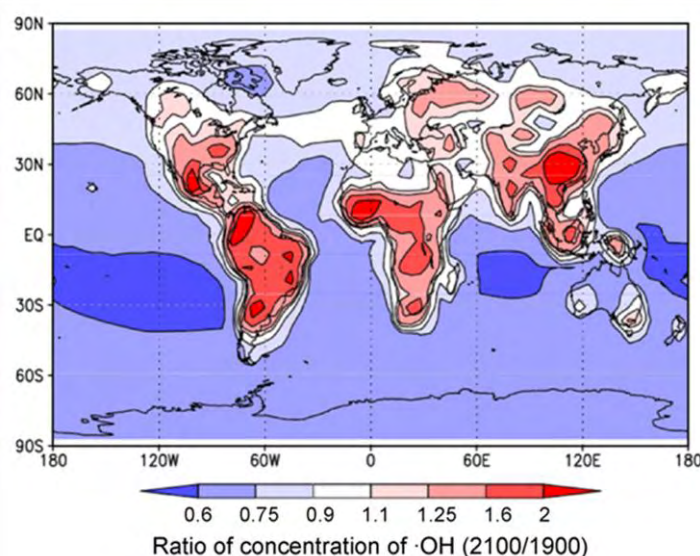 90N
60N
30N
EQ
30S
60S
90S
180 120W 60W 0 60E 120E 180
0.6 0.75 0.9 1.1 1.25 1.6 2
Ratio of concentration of ·OH (2100/1900)